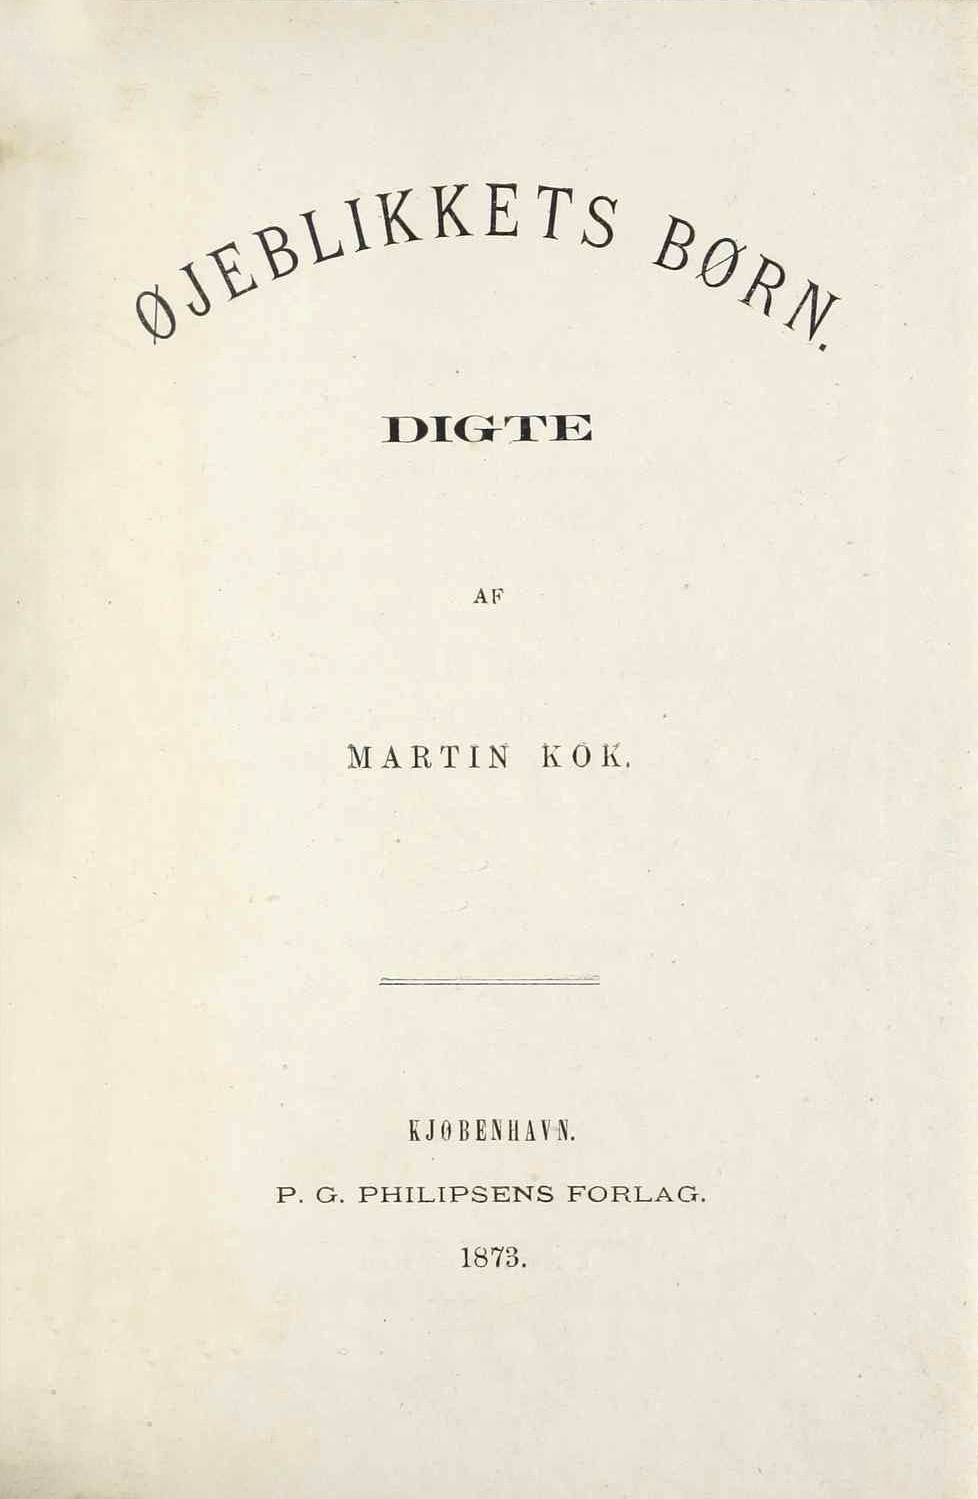 ØJEBLIKKETS BØRN.
DIGTE
AF
MARTIN KOK.
KJØBENHAVN.
P. G. PHILIPSENS FORLAG.
1873.